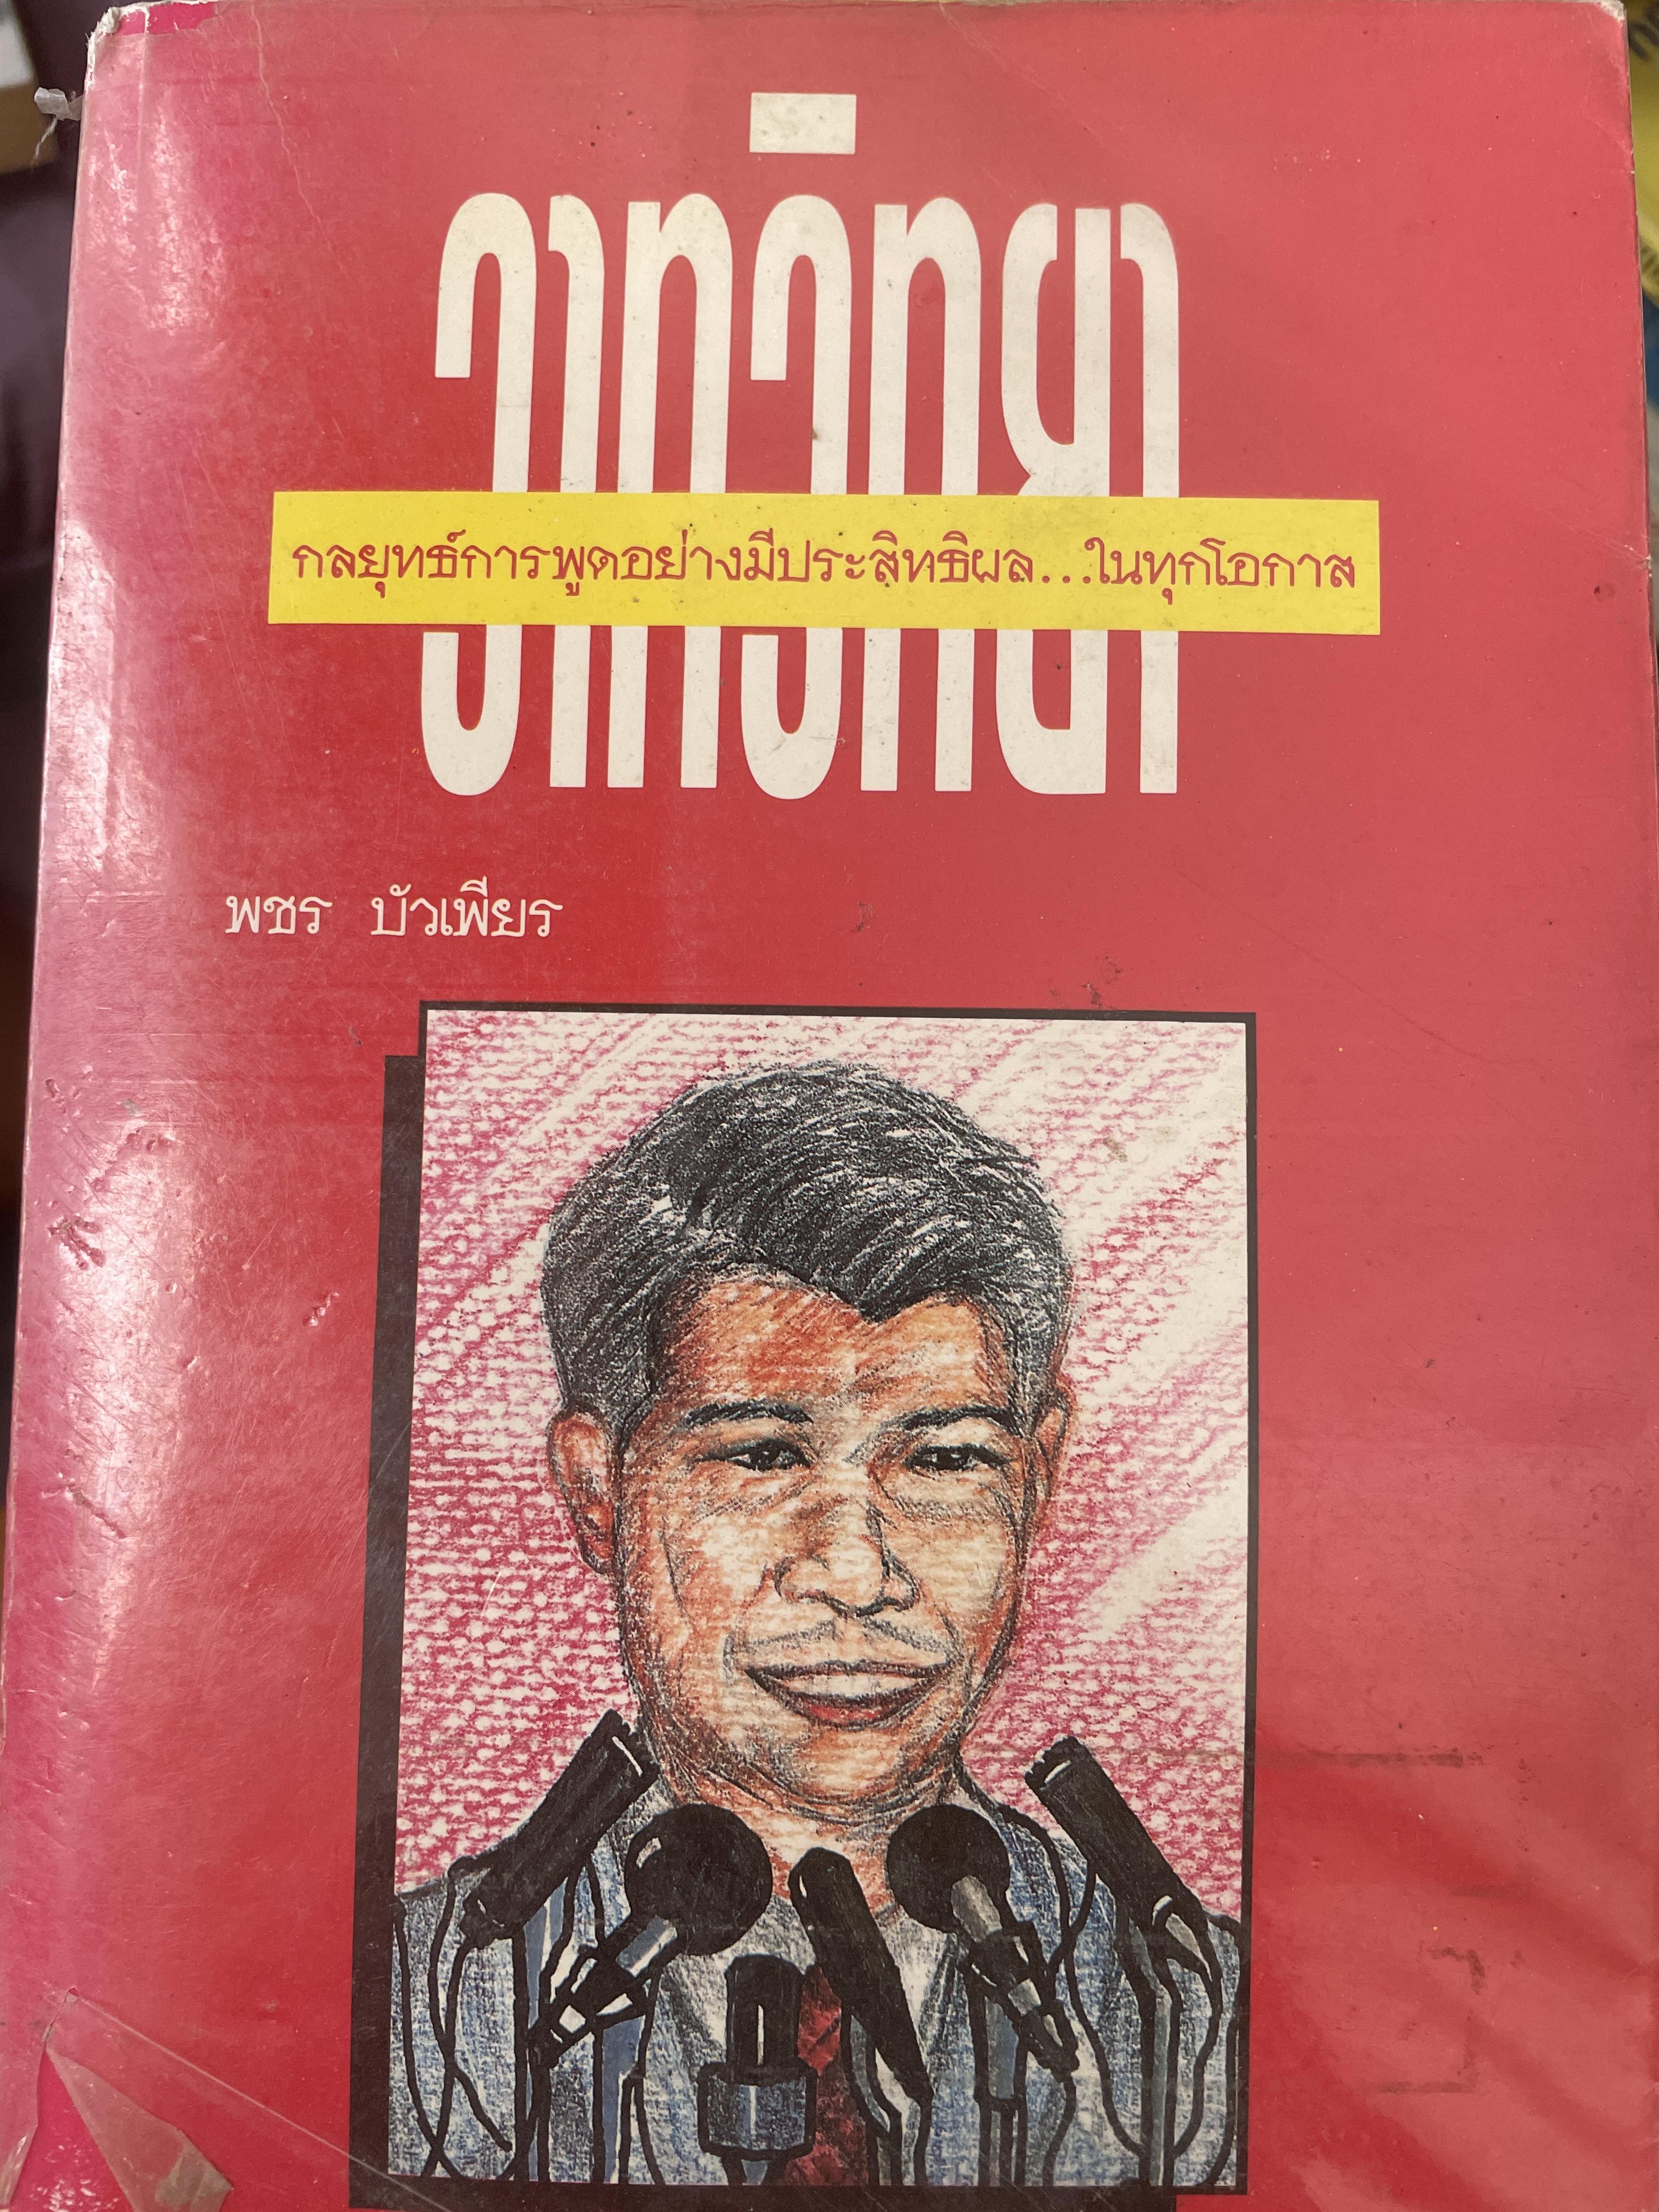 วาทวิทยา
กลยุทธ์การพูดอย่างมีประสิทธิผล...ในทุกโอกาส
พชร บัวเพียร